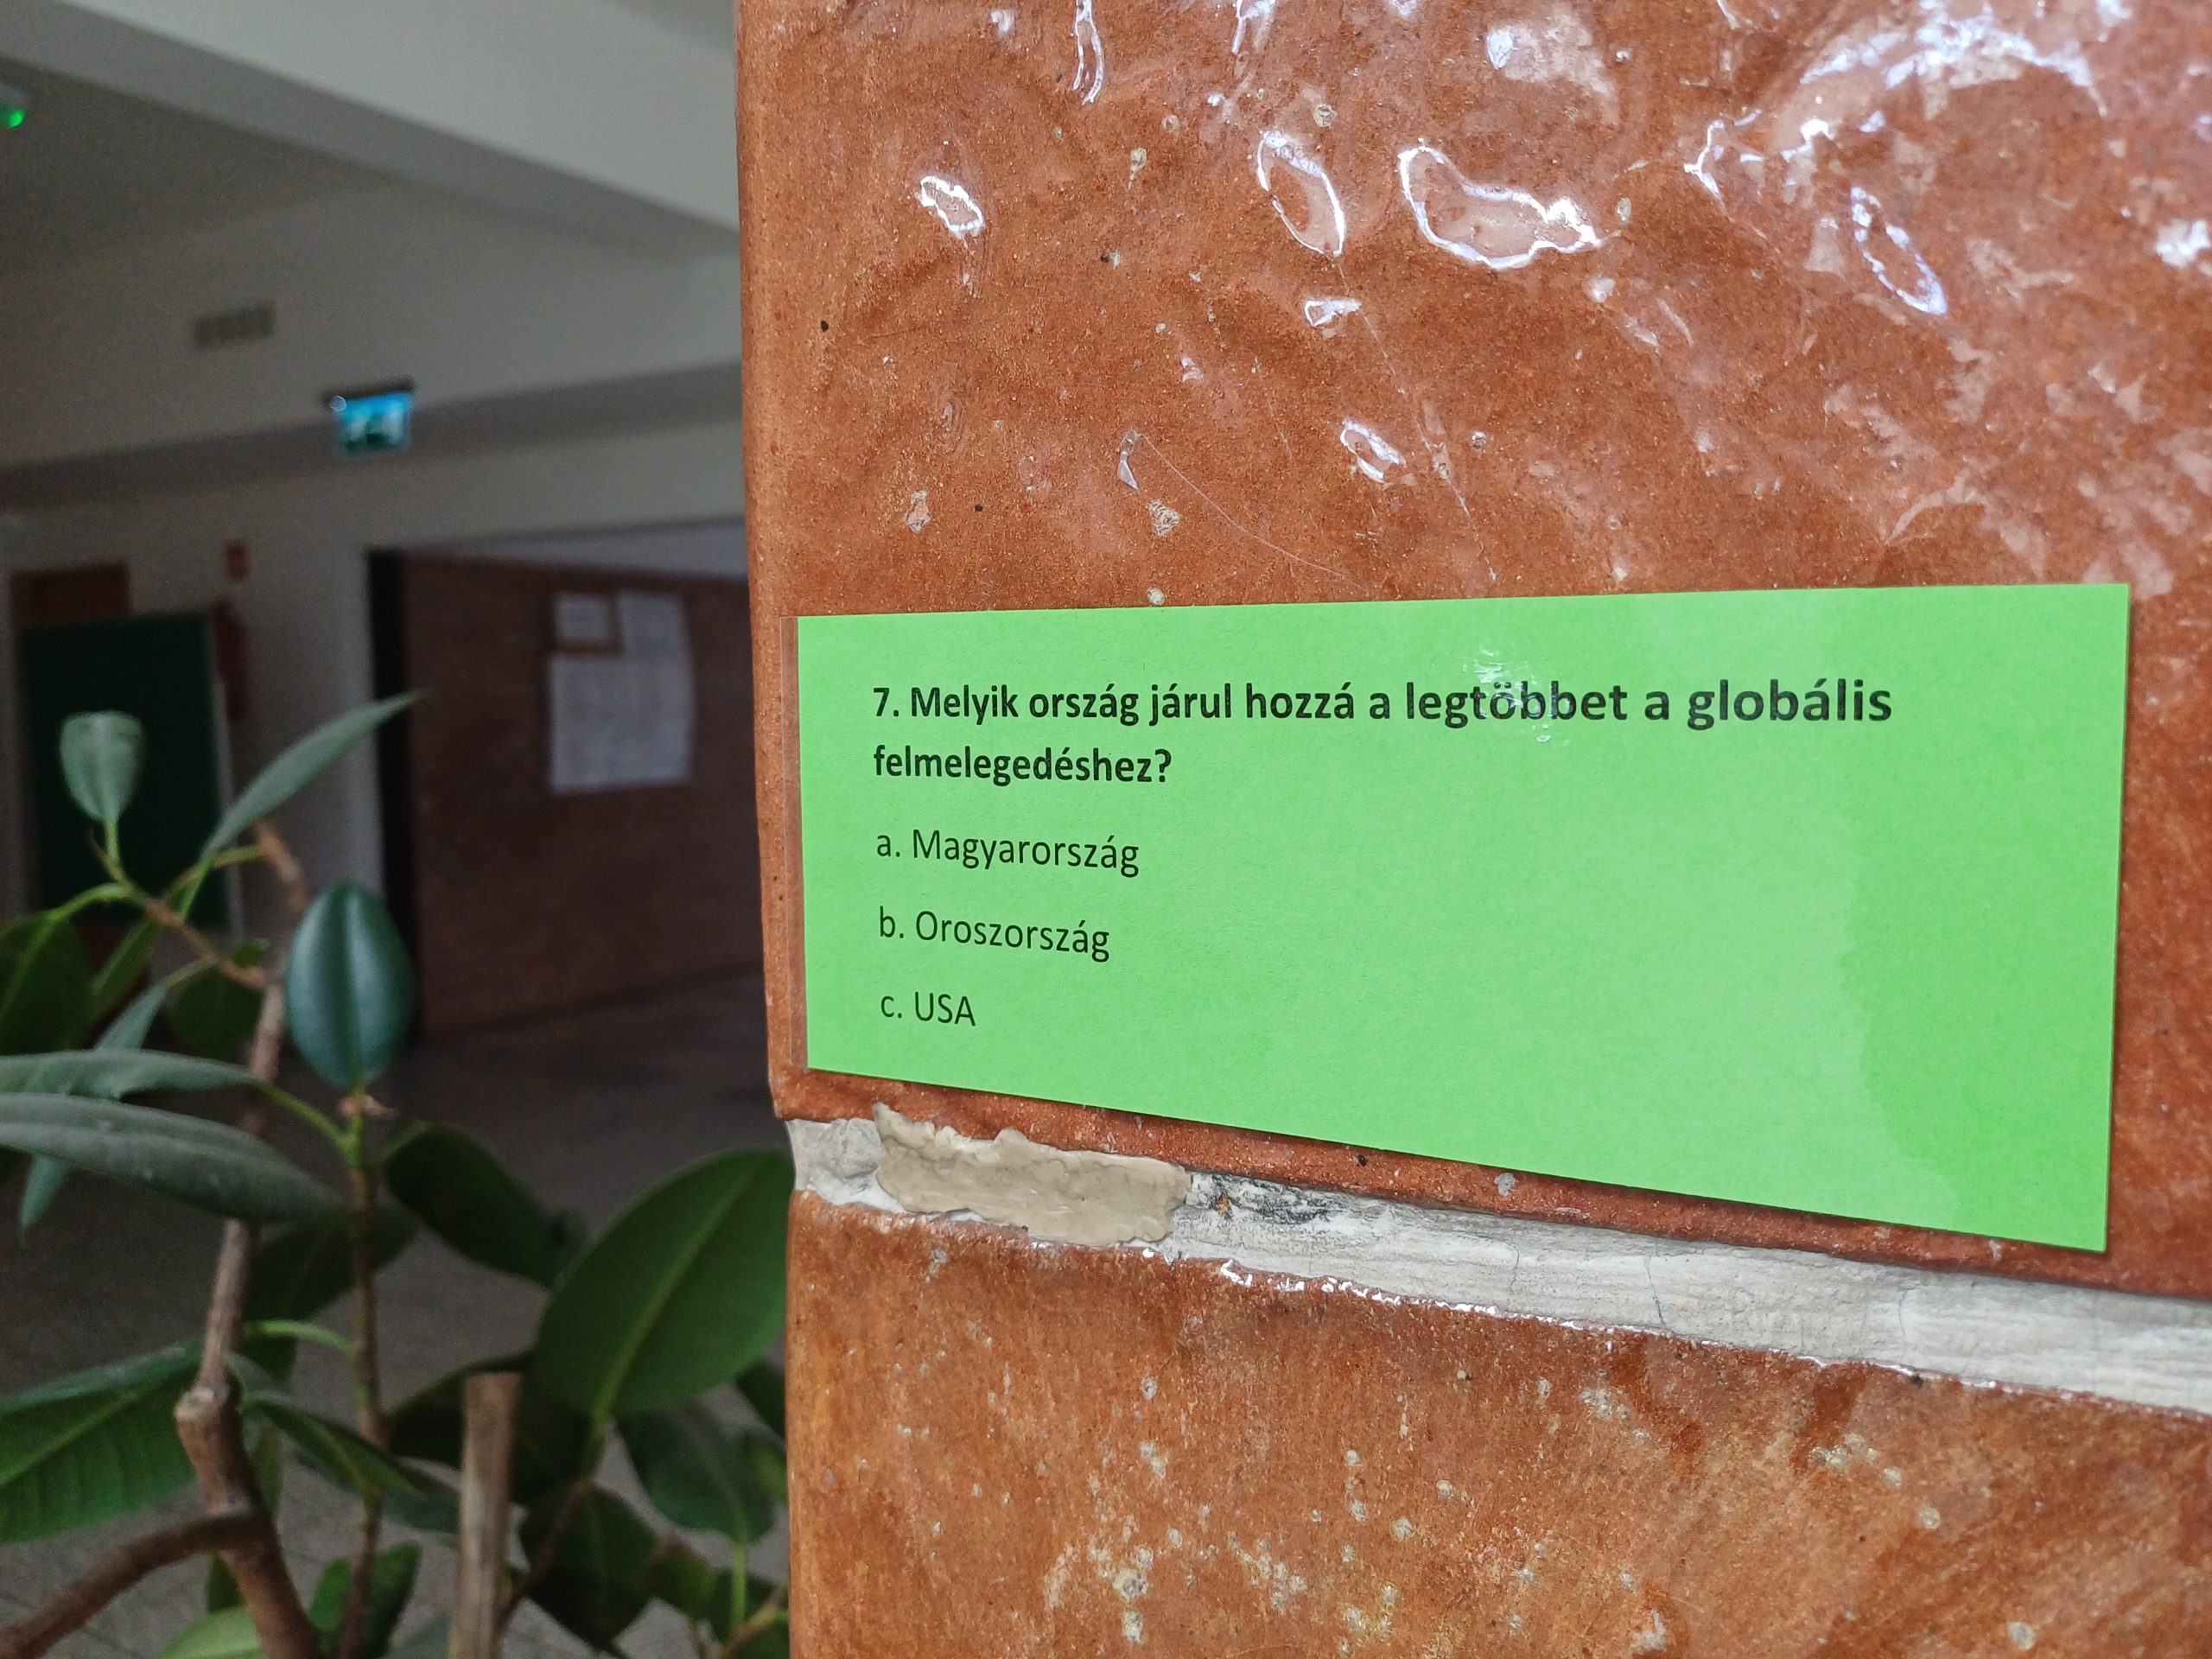 7. Melyik ország járul hozzá a legtöbbet a globális
felmelegedéshez?
a. Magyarország
b. Oroszország
c. USA